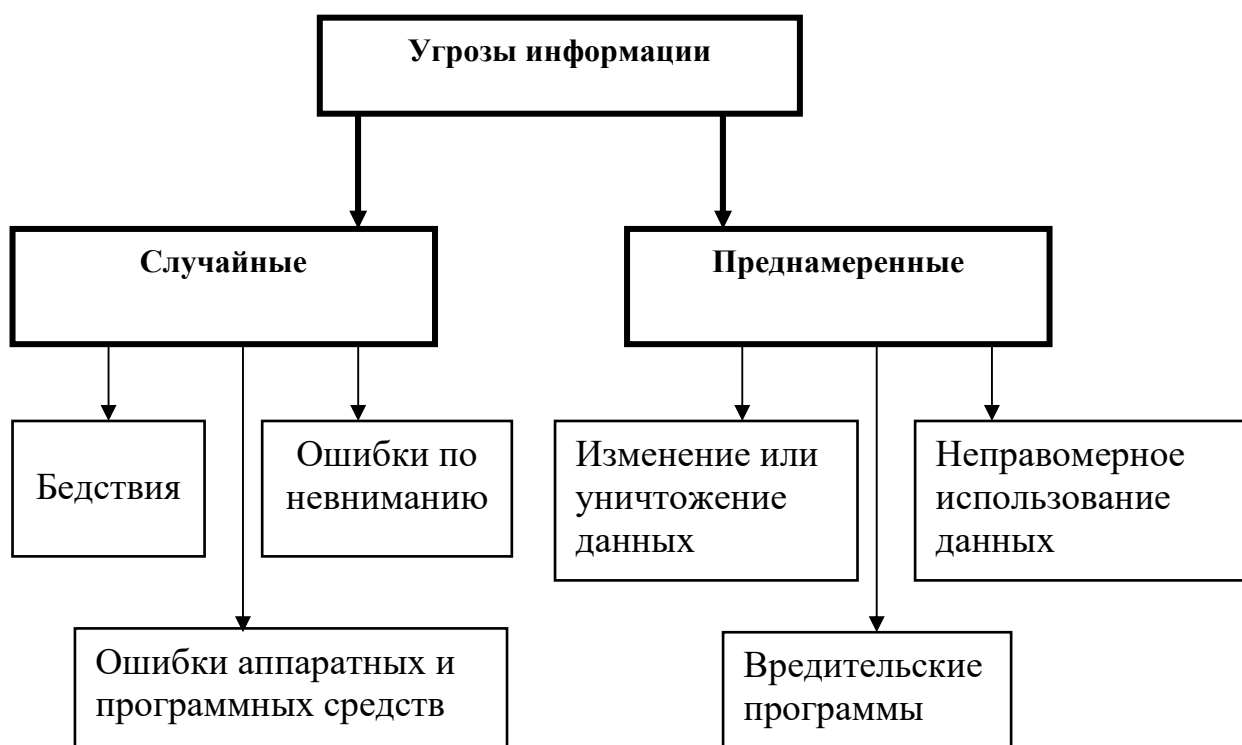 Угрозы информации
Случайные
Преднамеренные
Бедствия
Ошибки по
невниманию
Изменение или
уничтожение
данных
Неправомерное
использование
данных
Ошибки аппаратных и
программных средств
Вредительские
программы